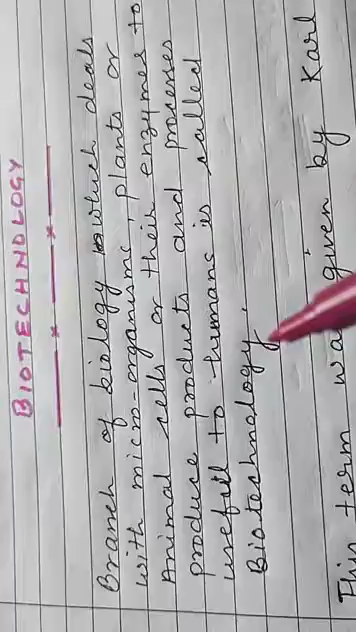 BIOTECHNOLOGY
Branch of biology which deals
with micro-organisms, plants or
Animal cells or their enzymes to
produce products and processes
usefull to humans is called
Biotechnology.
This term was given by Karl